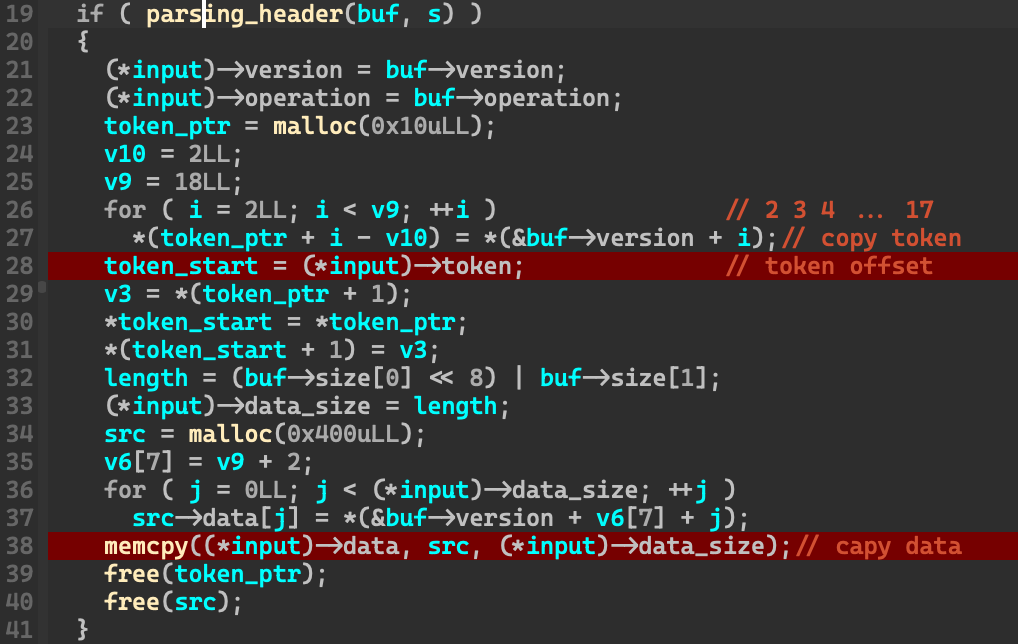 19 if ( parsing_header(buf, s) )
20 {
21 (*input)->version = buf->version;
22 (*input)->operation = buf->operation;
23 token_ptr = malloc(0x10uLL);
24 v10 = 2LL;
25 v9 = 18LL;
26 for ( i = 2LL; i < v9; ++i ) // 2 3 4 ... 17
27 *(token_ptr + i - v10) = *(&buf->version + i); // copy token
28 token_start = (*input)->token; // token offset
29 v3 = *(token_ptr + 1);
30 *token_start = *token_ptr;
31 *(token_start + 1) = v3;
32 length = (buf->size[0] << 8) | buf->size[1];
33 (*input)->data_size = length;
34 src = malloc(0x400uLL);
35 v6[7] = v9 + 2;
36 for ( j = 0LL; j < (*input)->data_size; ++j )
37 src->data[j] = *(&buf->version + v6[7] + j);
38 memcpy((*input)->data, src, (*input)->data_size); // capy data
39 free(token_ptr);
40 free(src);
41 }